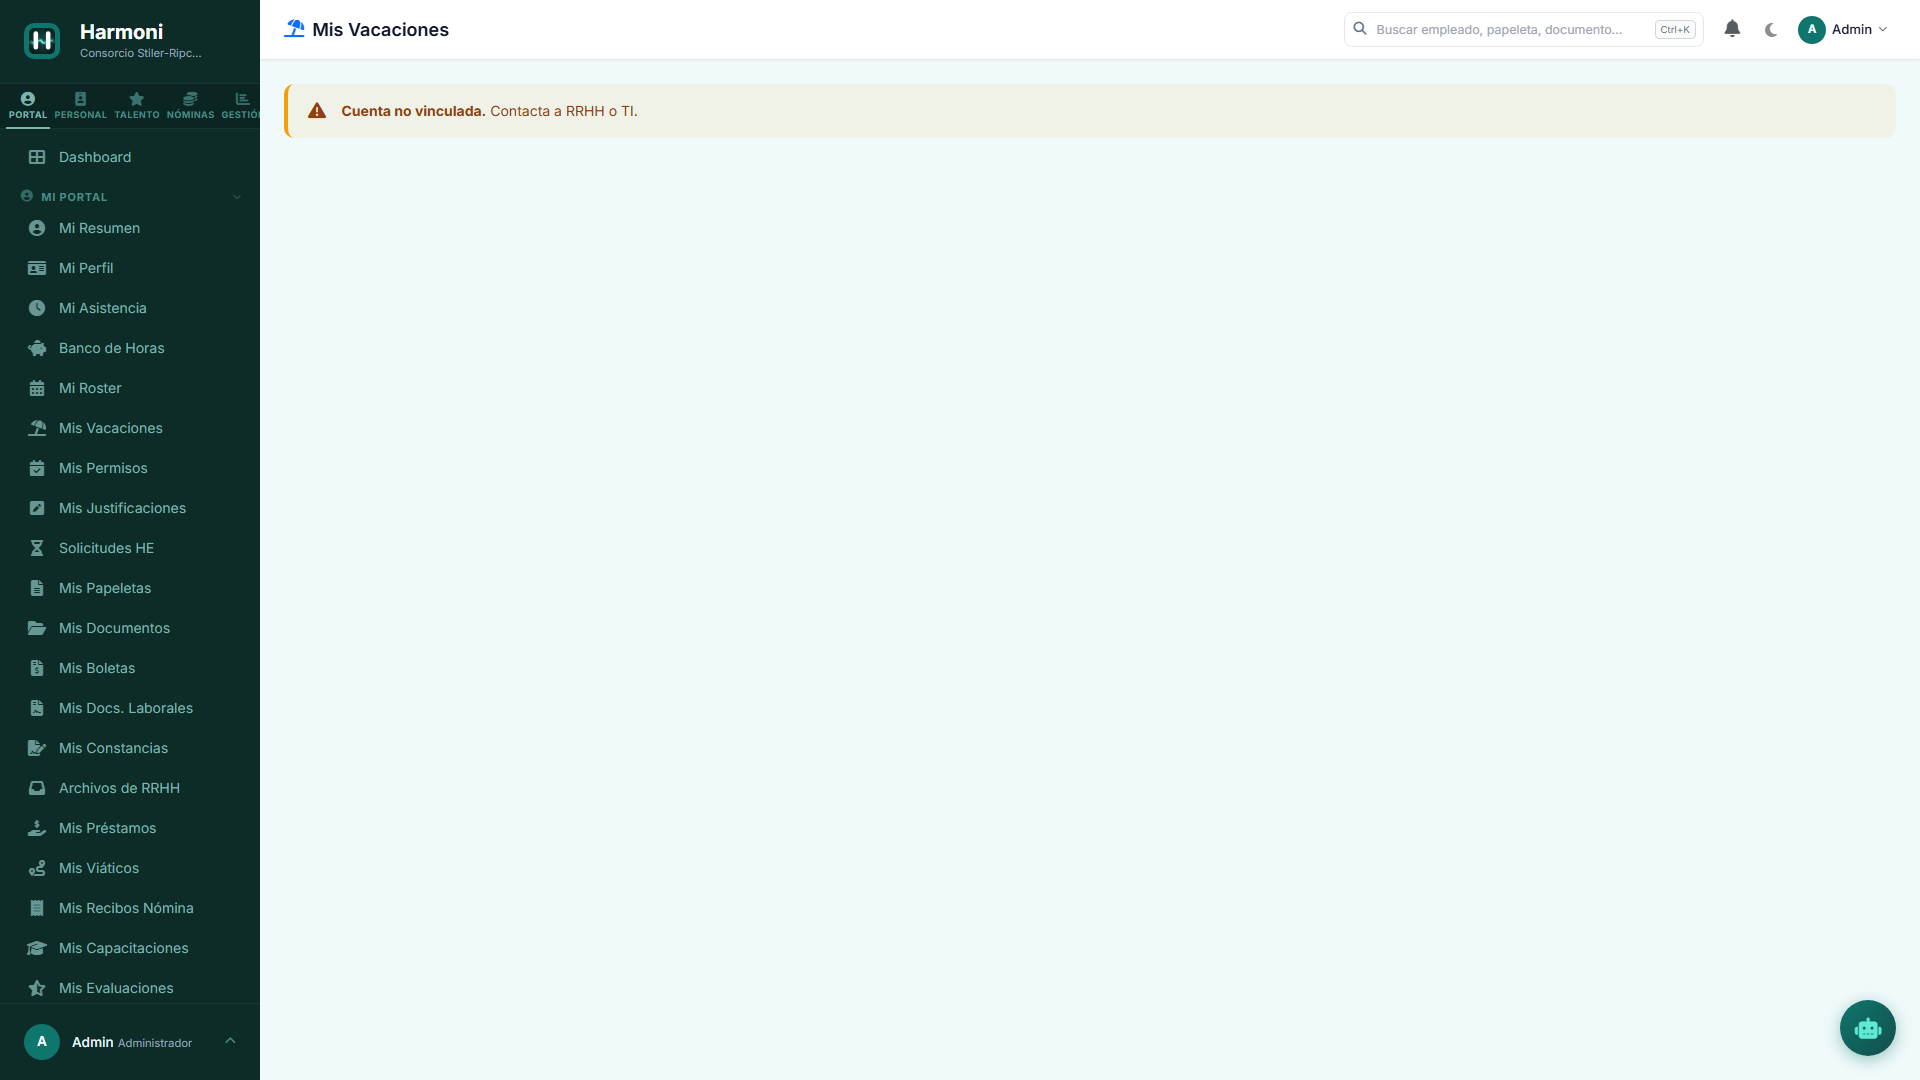 Harmoni
Consorcio Stiler-Ripc...
PORTAL PERSONAL TALENTO NÓMINAS GESTIÓN
Dashboard
MI PORTAL
Mi Resumen
Mi Perfil
Mi Asistencia
Banco de Horas
Mi Roster
Mis Vacaciones
Mis Permisos
Mis Justificaciones
Solicitudes HE
Mis Papeletas
Mis Documentos
Mis Boletas
Mis Docs. Laborales
Mis Constancias
Archivos de RRHH
Mis Préstamos
Mis Viáticos
Mis Recibos Nómina
Mis Capacitaciones
Mis Evaluaciones
A Admin Administrador
Mis Vacaciones
Buscar empleado, papeleta, documento... Ctrl+K
A Admin
Cuenta no vinculada. Contacta a RRHH o TI.